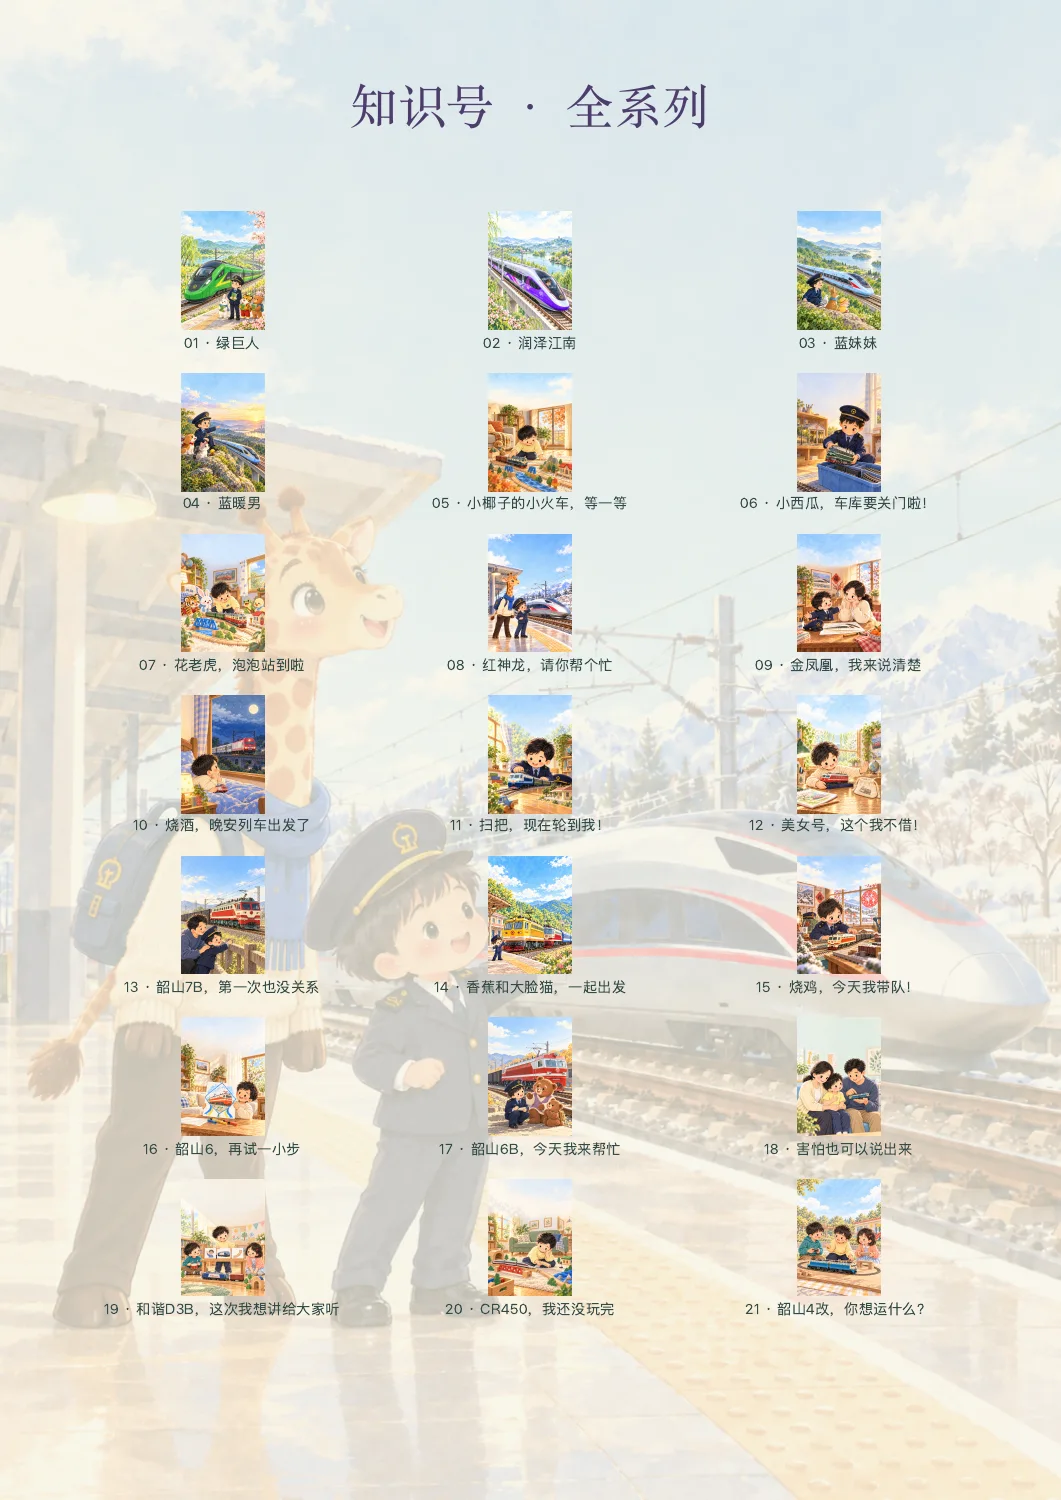 知识号 · 全系列
01 · 绿巨人
02 · 润泽江南
03 · 蓝妹妹
04 · 蓝暖男
05 · 小椰子的小火车，等一等
06 · 小西瓜，车库要关门啦!
07 · 花老虎，泡泡站到啦
08 · 红神龙，请你帮个忙
09 · 金凤凰，我来说清楚
10 · 烧酒，晚安列车出发了
11 · 扫把，现在轮到我!
12 · 美女号，这个我不借!
13 · 韶山7B，第一次也没关系
14 · 香蕉和大脸猫，一起出发
15 · 烧鸡，今天我带队!
16 · 韶山6，再试一小步
17 · 韶山6B，今天我来帮忙
18 · 害怕也可以说出来
19 · 和谐D3B，这次我想讲给大家听
20 · CR450，我还没玩完
21 · 韶山4改，你想运什么?